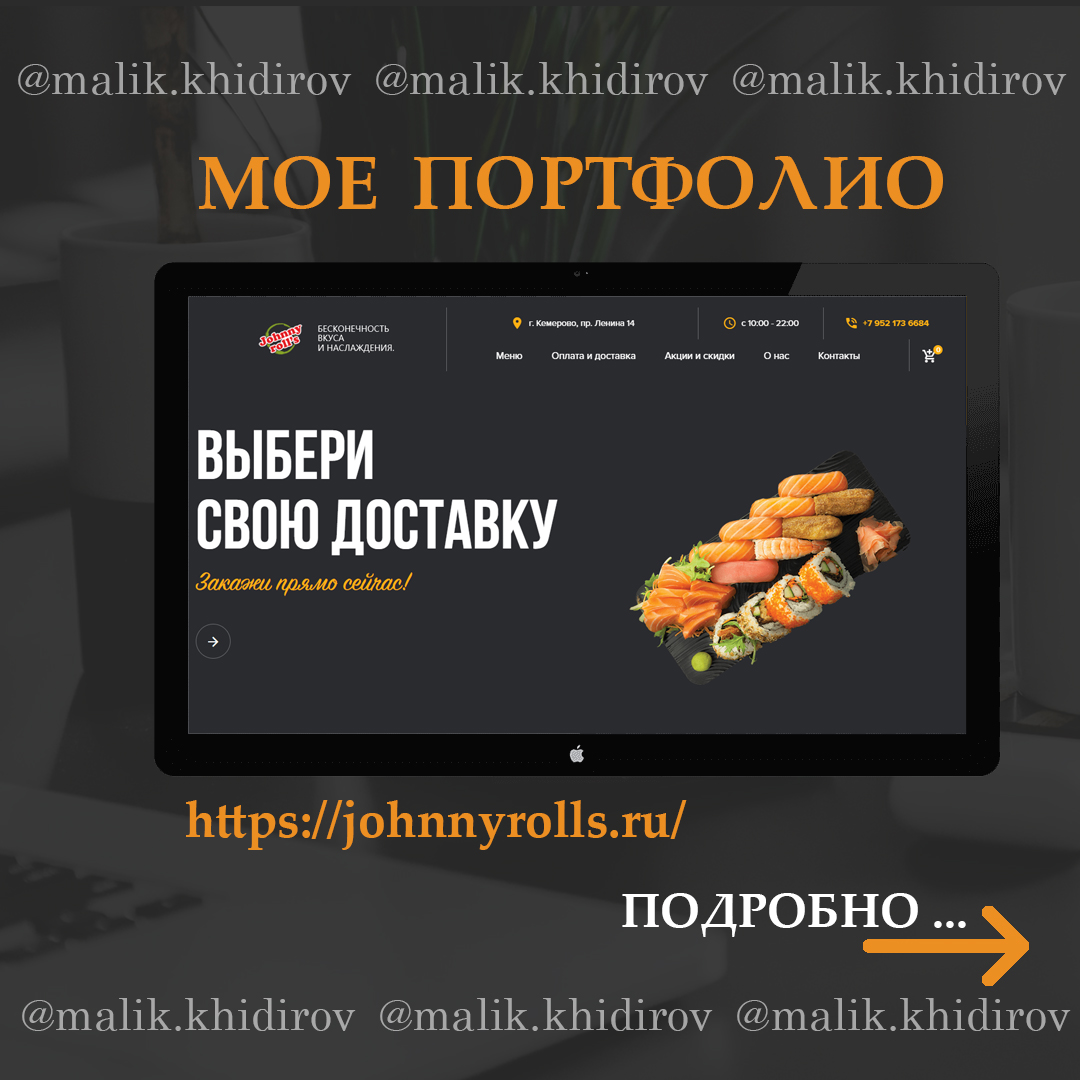 @malik.khidirov @malik.khidirov @malik.khidirov
МОЕ ПОРТФОЛИО
Johnny
roll's
БЕСКОНЕЧНОСТЬ
ВКУСА
И НАСЛАЖДЕНИЯ.
г. Кемерово, пр. Ленина 14
с 10:00 - 22:00
+7 952 173 6684
Меню Оплата и доставка Акции и скидки О нас Контакты
0
ВЫБЕРИ
СВОЮ ДОСТАВКУ
Закажи прямо сейчас!
https://johnnyrolls.ru/
ПОДРОБНО ...
@malik.khidirov @malik.khidirov @malik.khidirov